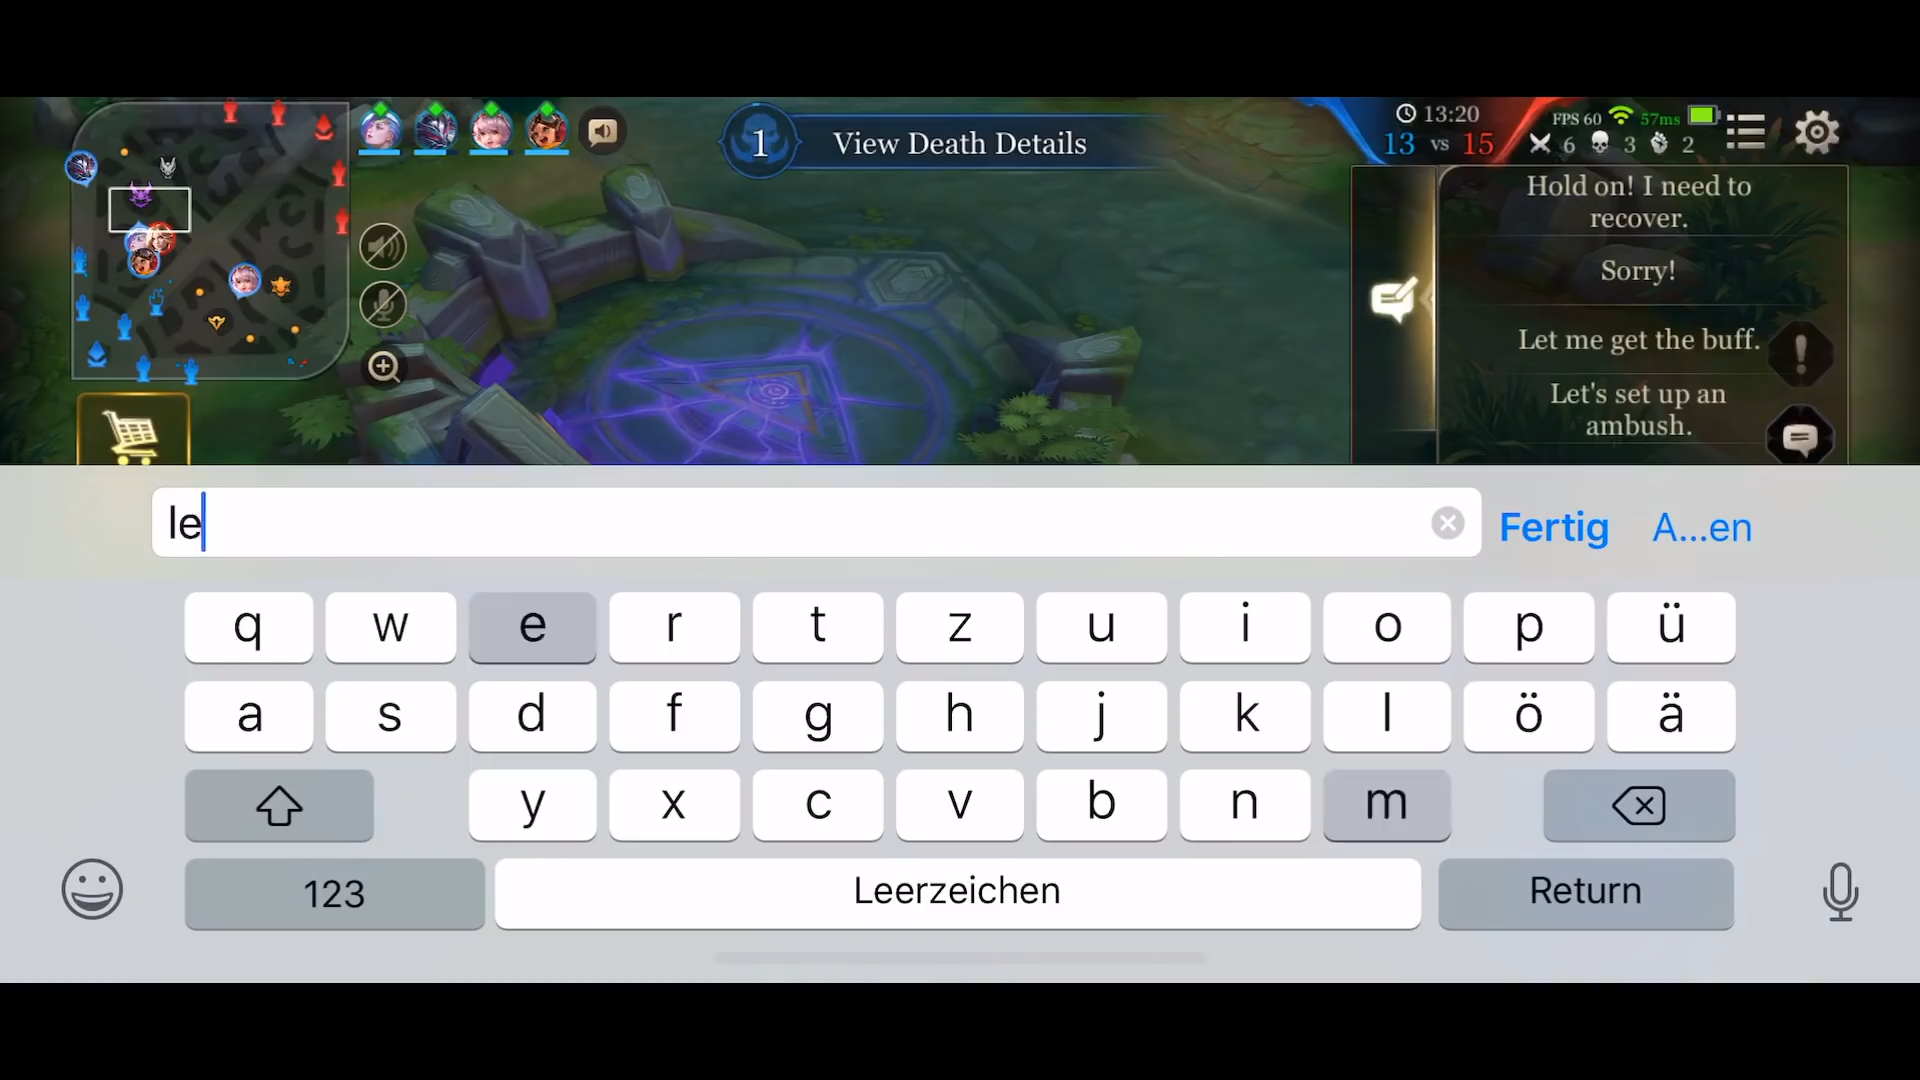 1 View Death Details
13:20
13 vs 15
FPS 60 57ms
6 3 2
Hold on! I need to
recover.
Sorry!
Let me get the buff.
Let's set up an
ambush.
le
Fertig A...en
q w e r t z u i o p ü
a s d f g h j k l ö ä
y x c v b n m
123 Leerzeichen Return